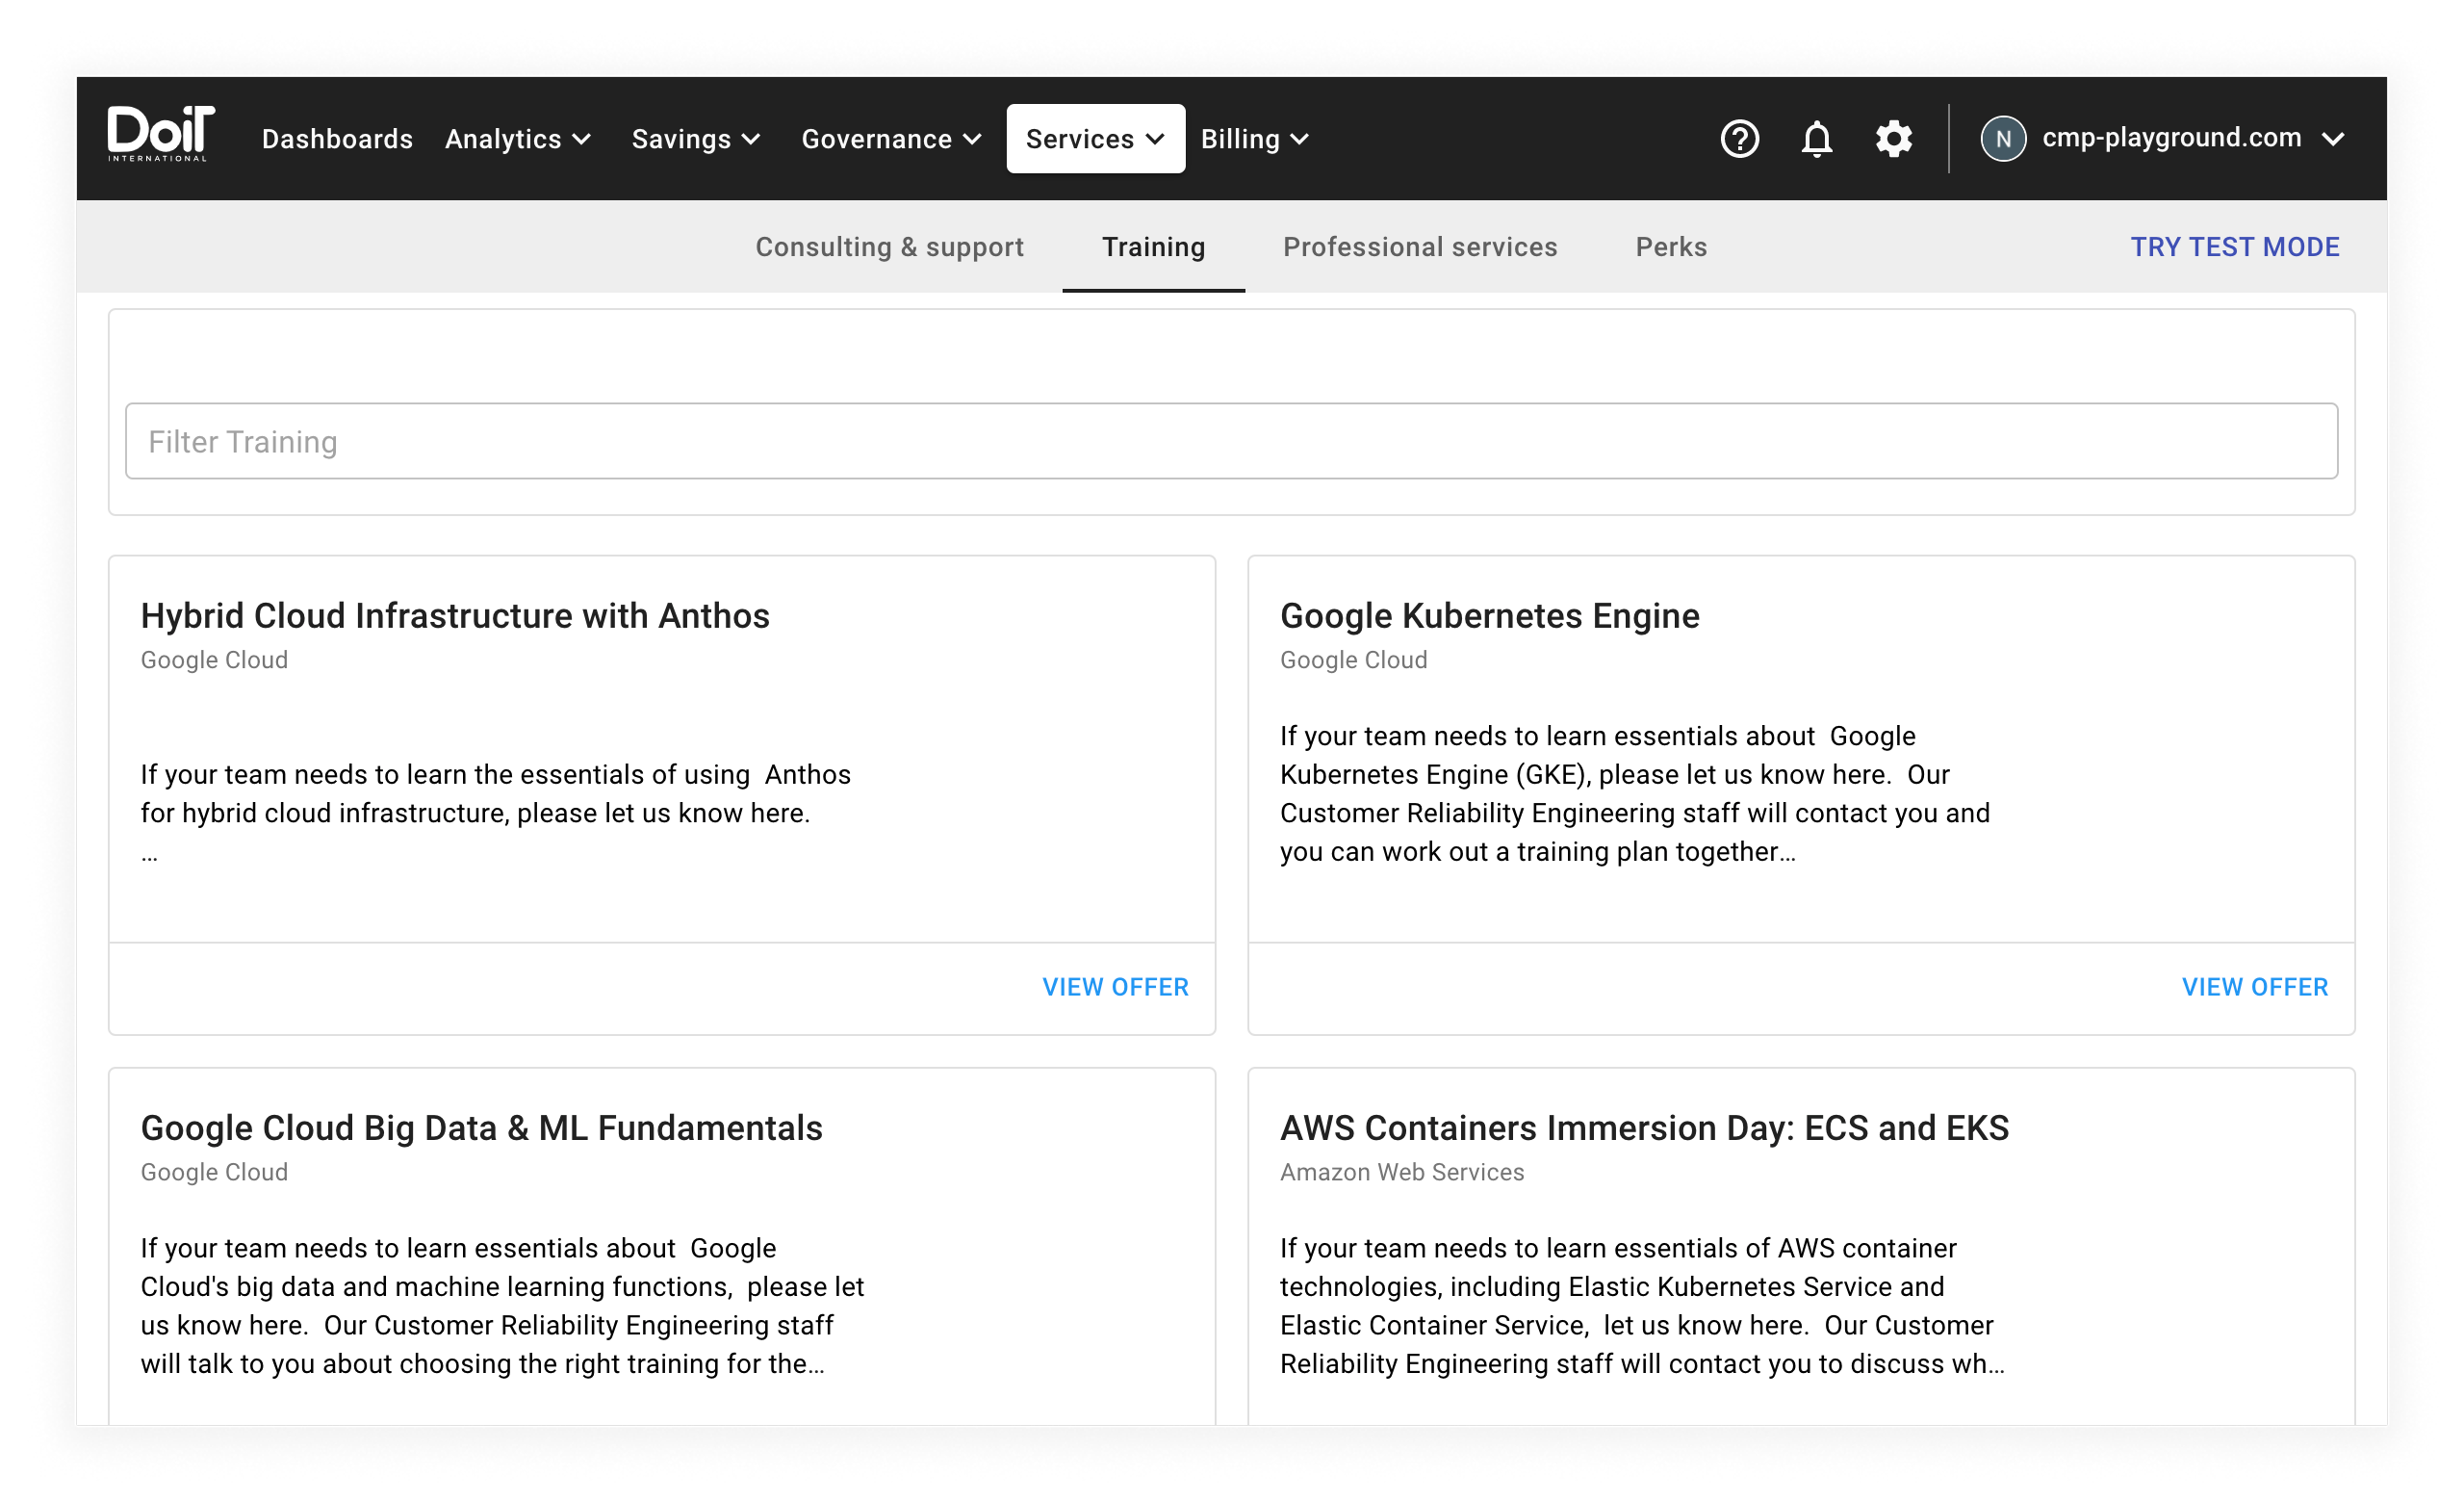 DoiT
INTERNATIONAL
Dashboards
Analytics
Savings
Governance
Services
Billing
N
cmp-playground.com
Consulting & support
Training
Professional services
Perks
TRY TEST MODE
Filter Training
Hybrid Cloud Infrastructure with Anthos
Google Cloud
If your team needs to learn the essentials of using  Anthos
for hybrid cloud infrastructure, please let us know here.
...
VIEW OFFER
Google Kubernetes Engine
Google Cloud
If your team needs to learn essentials about  Google
Kubernetes Engine (GKE), please let us know here.  Our
Customer Reliability Engineering staff will contact you and
you can work out a training plan together...
VIEW OFFER
Google Cloud Big Data & ML Fundamentals
Google Cloud
If your team needs to learn essentials about  Google
Cloud's big data and machine learning functions,  please let
us know here.  Our Customer Reliability Engineering staff
will talk to you about choosing the right training for the...
AWS Containers Immersion Day: ECS and EKS
Amazon Web Services
If your team needs to learn essentials of AWS container
technologies, including Elastic Kubernetes Service and
Elastic Container Service,  let us know here.  Our Customer
Reliability Engineering staff will contact you to discuss wh...